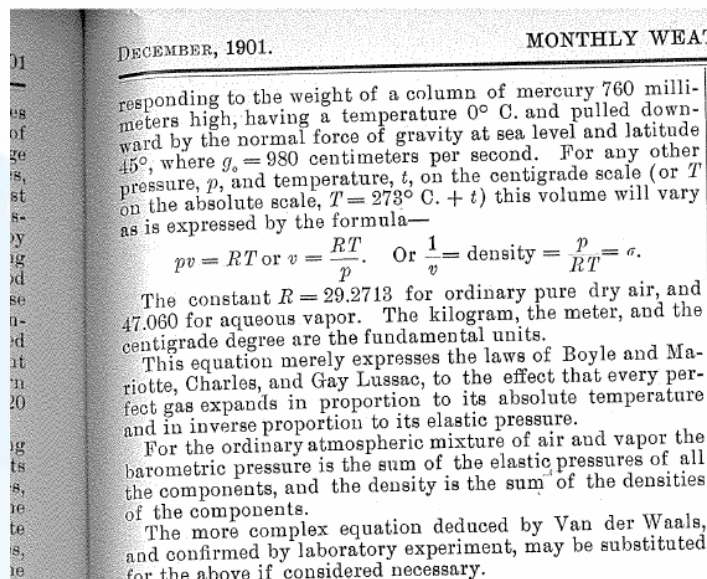 01
DECEMBER, 1901.
MONTHLY WEA
responding to the weight of a column of mercury 760 milli-
meters high, having a temperature 0° C. and pulled down-
ward by the normal force of gravity at sea level and latitude
45°, where g₀ = 980 centimeters per second. For any other
pressure, p, and temperature, t, on the centigrade scale (or T
on the absolute scale, T = 273° C. + t) this volume will vary
as is expressed by the formula—
pv = RT or v = RT/p. Or 1/v = density = p/RT = σ.
The constant R = 29.2713 for ordinary pure dry air, and
47.060 for aqueous vapor. The kilogram, the meter, and the
centigrade degree are the fundamental units.
This equation merely expresses the laws of Boyle and Ma-
riotte, Charles, and Gay Lussac, to the effect that every per-
fect gas expands in proportion to its absolute temperature
and in inverse proportion to its elastic pressure.
For the ordinary atmospheric mixture of air and vapor the
barometric pressure is the sum of the elastic pressures of all
the components, and the density is the sum of the densities
of the components.
The more complex equation deduced by Van der Waals,
and confirmed by laboratory experiment, may be substituted
for the above if considered necessary.